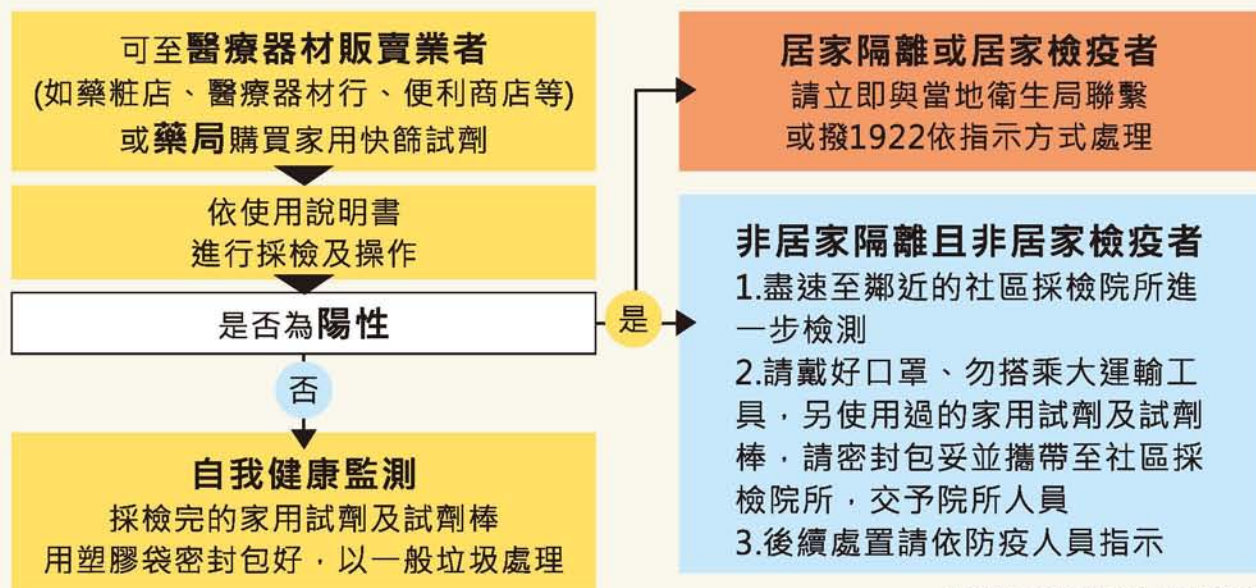 可至醫療器材販賣業者
(如藥粧店、醫療器材行、便利商店等)
或藥局購買家用快篩試劑
依使用說明書
進行採檢及操作
是否為陽性
是
否
自我健康監測
採檢完的家用試劑及試劑棒
用塑膠袋密封包好，以一般垃圾處理
居家隔離或居家檢疫者
請立即與當地衛生局聯繫
或撥1922依指示方式處理
非居家隔離且非居家檢疫者
1.盡速至鄰近的社區採檢院所進
一步檢測
2.請戴好口罩、勿搭乘大運輸工
具，另使用過的家用試劑及試劑
棒，請密封包妥並攜帶至社區採
檢院所，交予院所人員
3.後續處置請依防疫人員指示